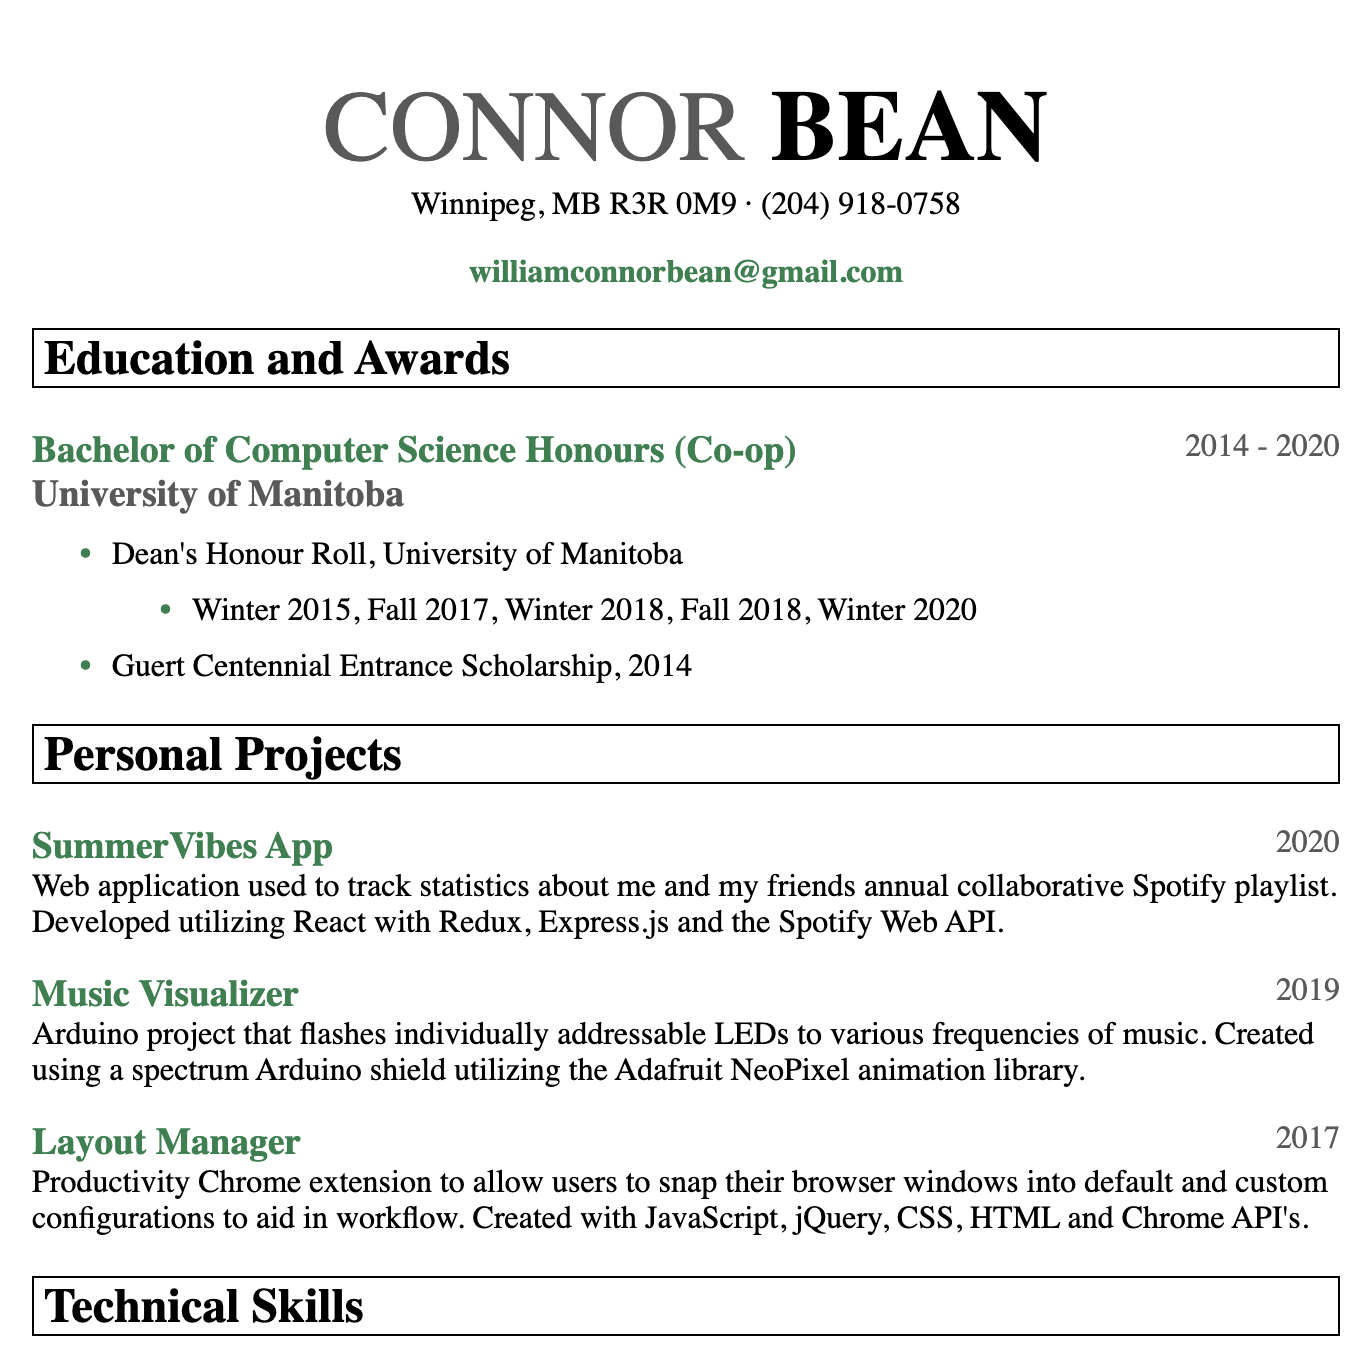 CONNOR BEAN
Winnipeg, MB R3R 0M9 · (204) 918-0758
williamconnorbean@gmail.com
Education and Awards
Bachelor of Computer Science Honours (Co-op) 2014 - 2020
University of Manitoba
• Dean's Honour Roll, University of Manitoba
• Winter 2015, Fall 2017, Winter 2018, Fall 2018, Winter 2020
• Guert Centennial Entrance Scholarship, 2014
Personal Projects
SummerVibes App 2020
Web application used to track statistics about me and my friends annual collaborative Spotify playlist.
Developed utilizing React with Redux, Express.js and the Spotify Web API.
Music Visualizer 2019
Arduino project that flashes individually addressable LEDs to various frequencies of music. Created
using a spectrum Arduino shield utilizing the Adafruit NeoPixel animation library.
Layout Manager 2017
Productivity Chrome extension to allow users to snap their browser windows into default and custom
configurations to aid in workflow. Created with JavaScript, jQuery, CSS, HTML and Chrome API's.
Technical Skills